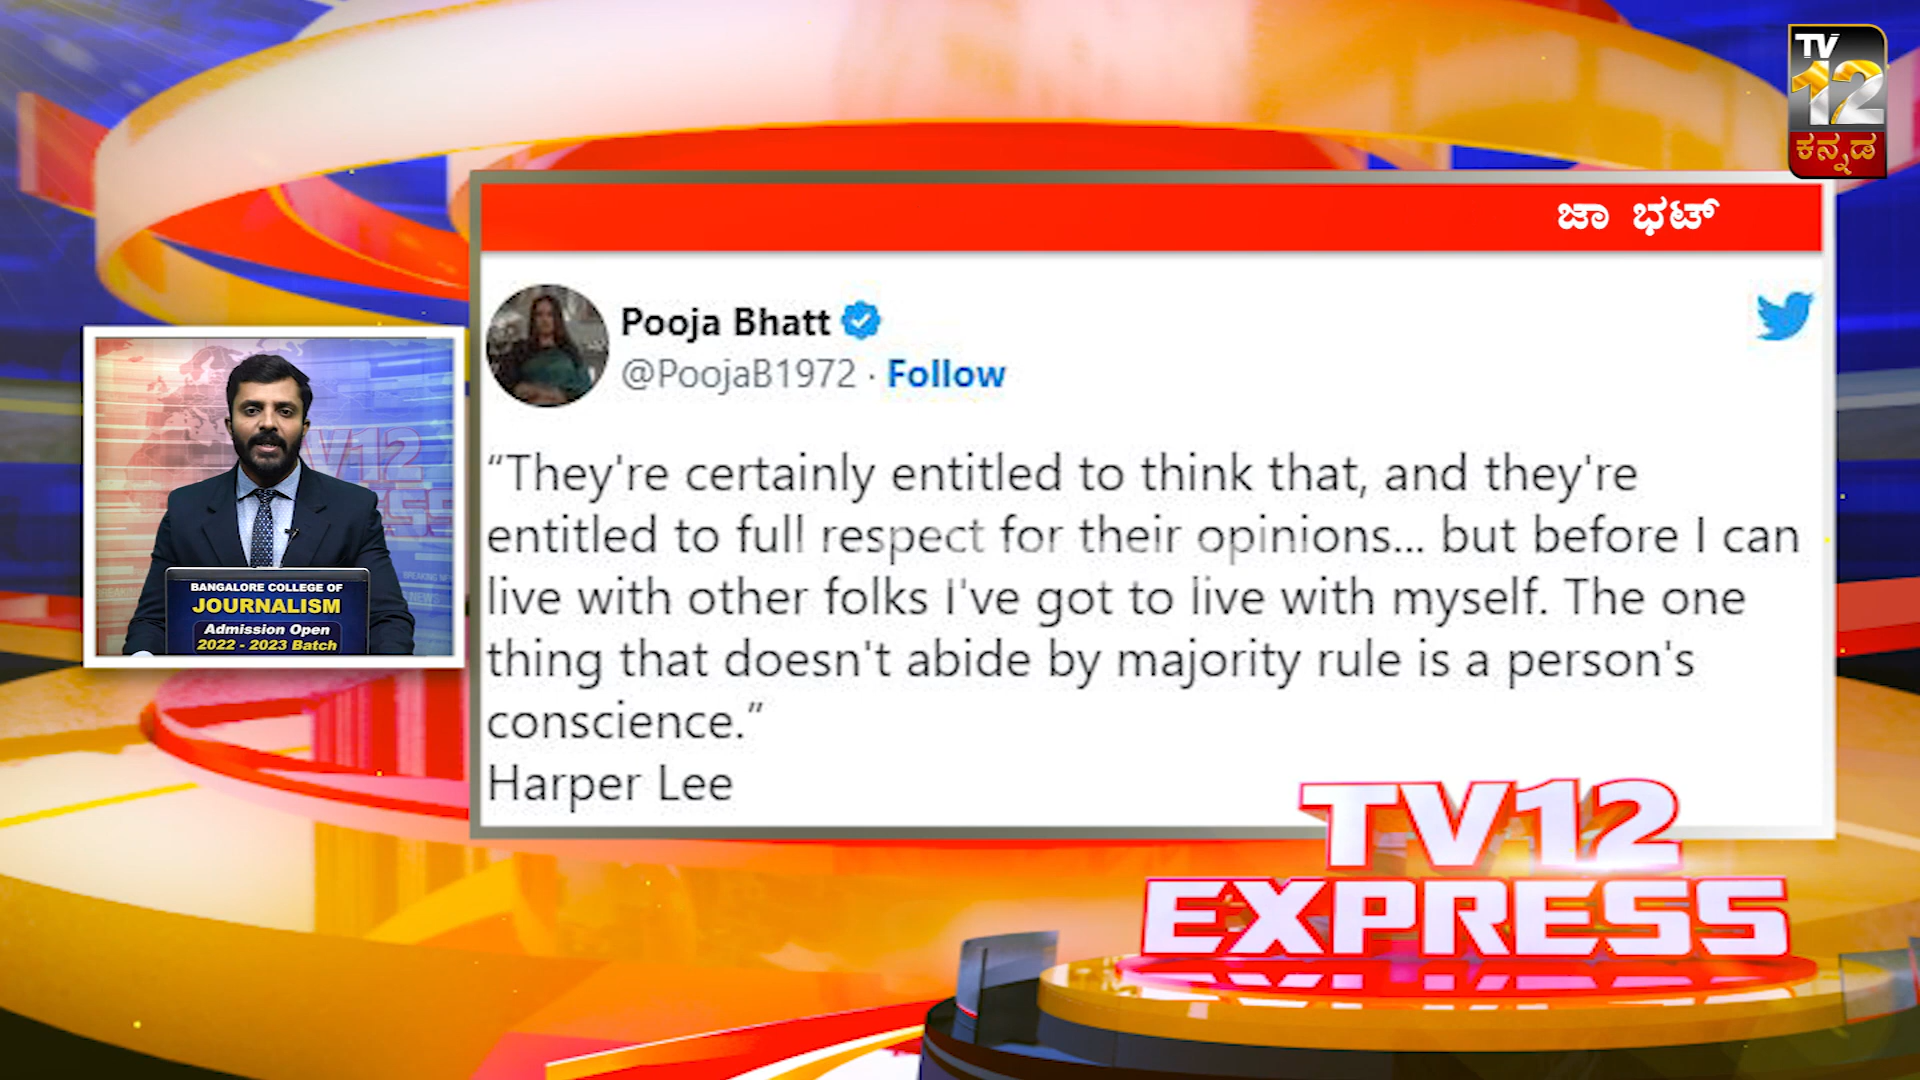 TV
12
ಕನ್ನಡ
ಜಾ ಭಟ್
Pooja Bhatt
@PoojaB1972 · Follow
“They're certainly entitled to think that, and they're
entitled to full respect for their opinions... but before I can
live with other folks I've got to live with myself. The one
thing that doesn't abide by majority rule is a person's
conscience.”
Harper Lee
BANGALORE COLLEGE OF
JOURNALISM
Admission Open
2022 - 2023 Batch
TV12
EXPRESS